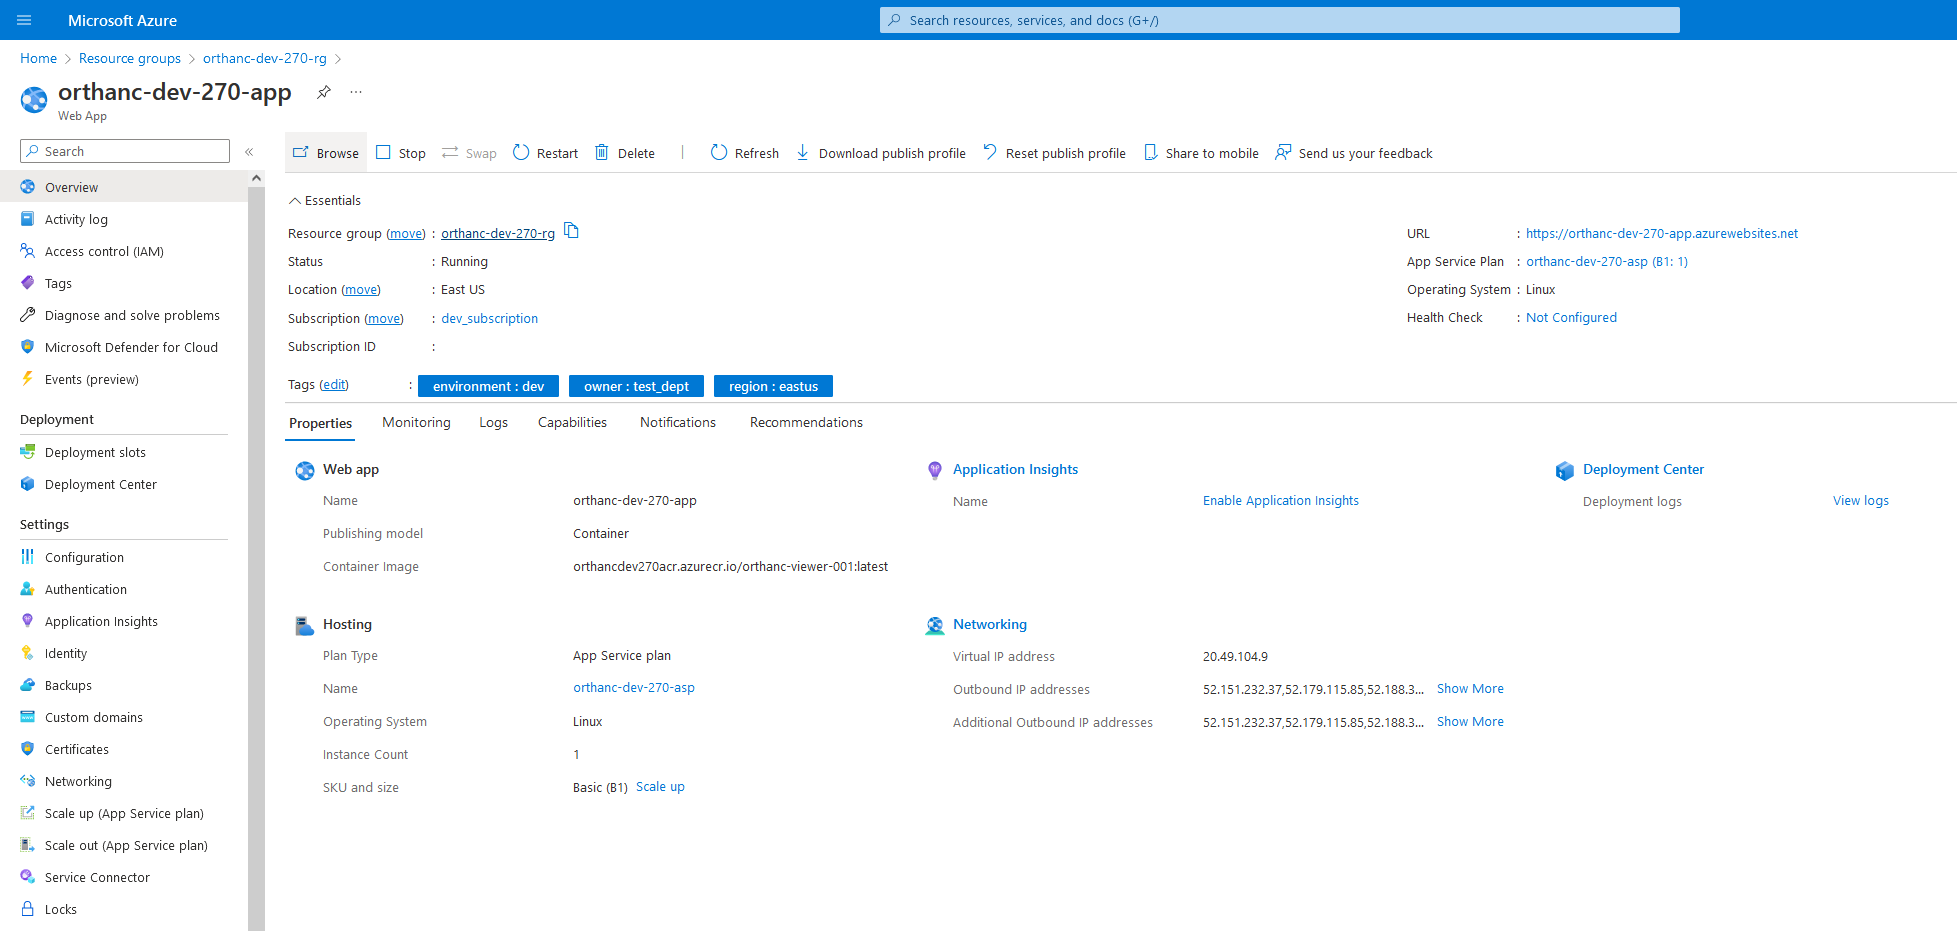 Microsoft Azure
Search resources, services, and docs (G+/)
Home > Resource groups > orthanc-dev-270-rg >
orthanc-dev-270-app
Web App
Search
«
Overview
Activity log
Access control (IAM)
Tags
Diagnose and solve problems
Microsoft Defender for Cloud
Events (preview)
Deployment
Deployment slots
Deployment Center
Settings
Configuration
Authentication
Application Insights
Identity
Backups
Custom domains
Certificates
Networking
Scale up (App Service plan)
Scale out (App Service plan)
Service Connector
Locks
Browse Stop Swap Restart Delete | Refresh Download publish profile Reset publish profile Share to mobile Send us your feedback
Essentials
Resource group (move) : orthanc-dev-270-rg
Status : Running
Location (move) : East US
Subscription (move) : dev_subscription
Subscription ID :
URL : https://orthanc-dev-270-app.azurewebsites.net
App Service Plan : orthanc-dev-270-asp (B1: 1)
Operating System : Linux
Health Check : Not Configured
Tags (edit) : environment : dev owner : test_dept region : eastus
Properties Monitoring Logs Capabilities Notifications Recommendations
Web app
Name orthanc-dev-270-app
Publishing model Container
Container Image orthancdev270acr.azurecr.io/orthanc-viewer-001:latest
Application Insights
Name Enable Application Insights
Deployment Center
Deployment logs View logs
Hosting
Plan Type App Service plan
Name orthanc-dev-270-asp
Operating System Linux
Instance Count 1
SKU and size Basic (B1) Scale up
Networking
Virtual IP address 20.49.104.9
Outbound IP addresses 52.151.232.37,52.179.115.85,52.188.3... Show More
Additional Outbound IP addresses 52.151.232.37,52.179.115.85,52.188.3... Show More